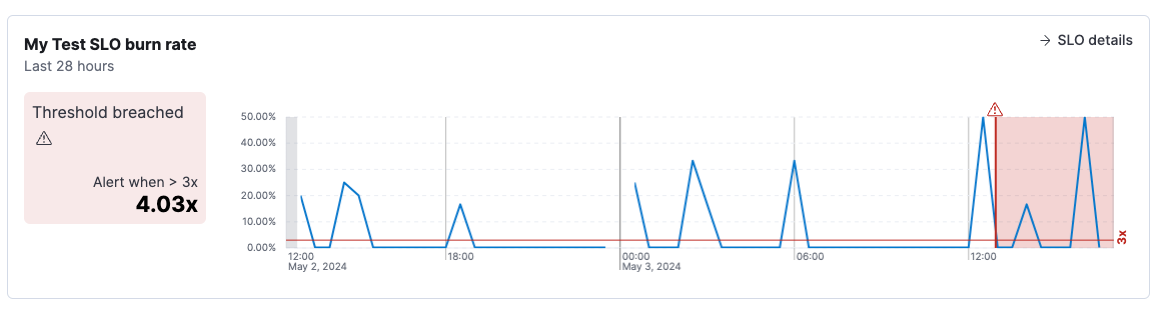 My Test SLO burn rate
→ SLO details
Last 28 hours
Threshold breached
Alert when > 3x
4.03x
50.00%
40.00%
30.00%
20.00%
10.00%
0.00%
3x
12:00
18:00
00:00
06:00
12:00
May 2, 2024
May 3, 2024